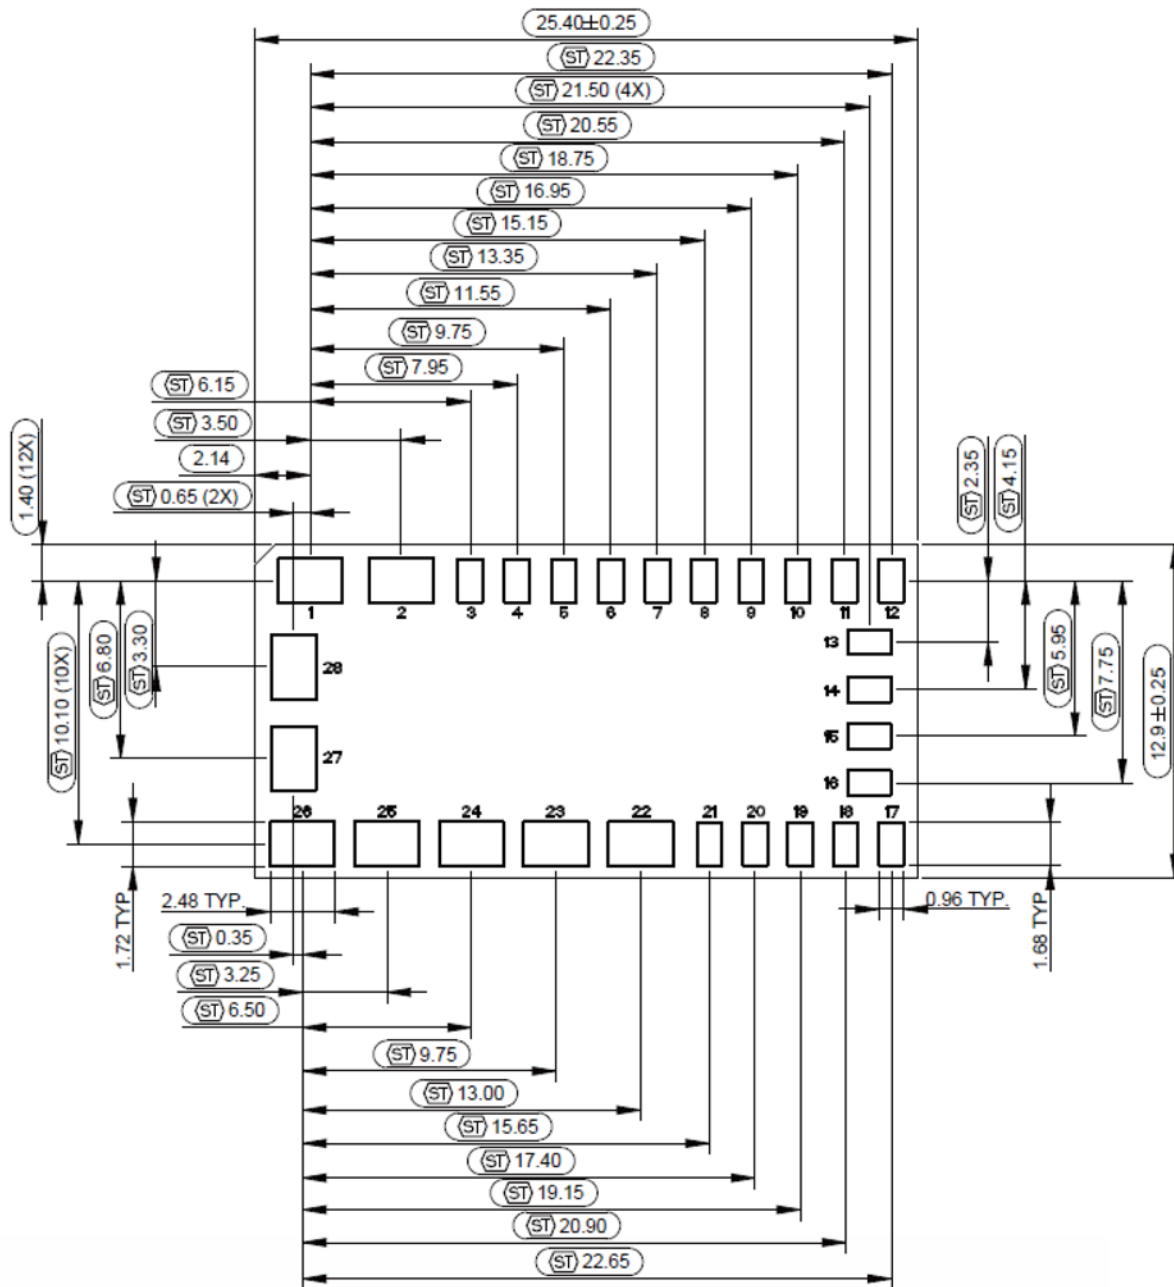 25.40±0.25
ST 22.35
ST 21.50 (4X)
ST 20.55
ST 18.75
ST 16.95
ST 15.15
ST 13.35
ST 11.55
ST 9.75
ST 7.95
ST 6.15
ST 3.50
2.14
ST 0.65 (2X)
1.40 (12X)
ST 2.35
ST 4.15
1 2 3 4 5 6 7 8 9 10 11 12
13
28
14
27
15
16
ST 10.10 (10X)
ST 6.80
ST 3.30
ST 5.95
ST 7.75
12.9±0.25
26 25 24 23 22 21 20 19 18 17
1.72 TYP.
2.48 TYP.
0.96 TYP.
1.68 TYP.
ST 0.35
ST 3.25
ST 6.50
ST 9.75
ST 13.00
ST 15.65
ST 17.40
ST 19.15
ST 20.90
ST 22.65